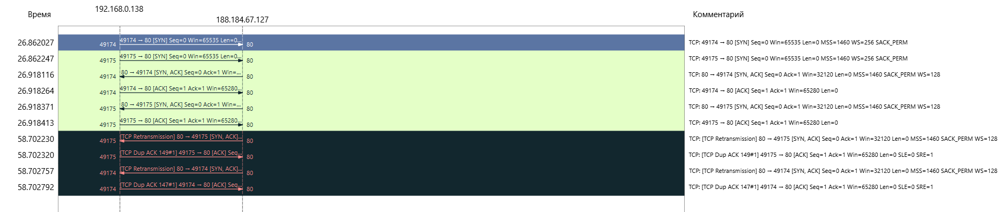 192.168.0.138
Время
Комментарий
188.184.67.127
26.862027 49174 49174 → 80 [SYN] Seq=0 Win=65535 Len=0... 80 TCP: 49174 → 80 [SYN] Seq=0 Win=65535 Len=0 MSS=1460 WS=256 SACK_PERM
26.862247 49175 49175 → 80 [SYN] Seq=0 Win=65535 Len=0... 80 TCP: 49175 → 80 [SYN] Seq=0 Win=65535 Len=0 MSS=1460 WS=256 SACK_PERM
26.918116 49174 80 → 49174 [SYN, ACK] Seq=0 Ack=1 Win=... 80 TCP: 80 → 49174 [SYN, ACK] Seq=0 Ack=1 Win=32120 Len=0 MSS=1460 SACK_PERM WS=128
26.918264 49174 49174 → 80 [ACK] Seq=1 Ack=1 Win=65280... 80 TCP: 49174 → 80 [ACK] Seq=1 Ack=1 Win=65280 Len=0
26.918371 49175 80 → 49175 [SYN, ACK] Seq=0 Ack=1 Win=... 80 TCP: 80 → 49175 [SYN, ACK] Seq=0 Ack=1 Win=32120 Len=0 MSS=1460 SACK_PERM WS=128
26.918413 49175 49175 → 80 [ACK] Seq=1 Ack=1 Win=65280... 80 TCP: 49175 → 80 [ACK] Seq=1 Ack=1 Win=65280 Len=0
58.702230 49175 [TCP Retransmission] 80 → 49175 [SYN, ACK]... 80 TCP: [TCP Retransmission] 80 → 49175 [SYN, ACK] Seq=0 Ack=1 Win=32120 Len=0 MSS=1460 SACK_PERM WS=128
58.702320 49175 [TCP Dup ACK 149#1] 49175 → 80 [ACK] Seq... 80 TCP: [TCP Dup ACK 149#1] 49175 → 80 [ACK] Seq=1 Ack=1 Win=65280 Len=0 SLE=0 SRE=1
58.702757 49174 [TCP Retransmission] 80 → 49174 [SYN, ACK]... 80 TCP: [TCP Retransmission] 80 → 49174 [SYN, ACK] Seq=0 Ack=1 Win=32120 Len=0 MSS=1460 SACK_PERM WS=128
58.702792 49174 [TCP Dup ACK 147#1] 49174 → 80 [ACK] Seq... 80 TCP: [TCP Dup ACK 147#1] 49174 → 80 [ACK] Seq=1 Ack=1 Win=65280 Len=0 SLE=0 SRE=1